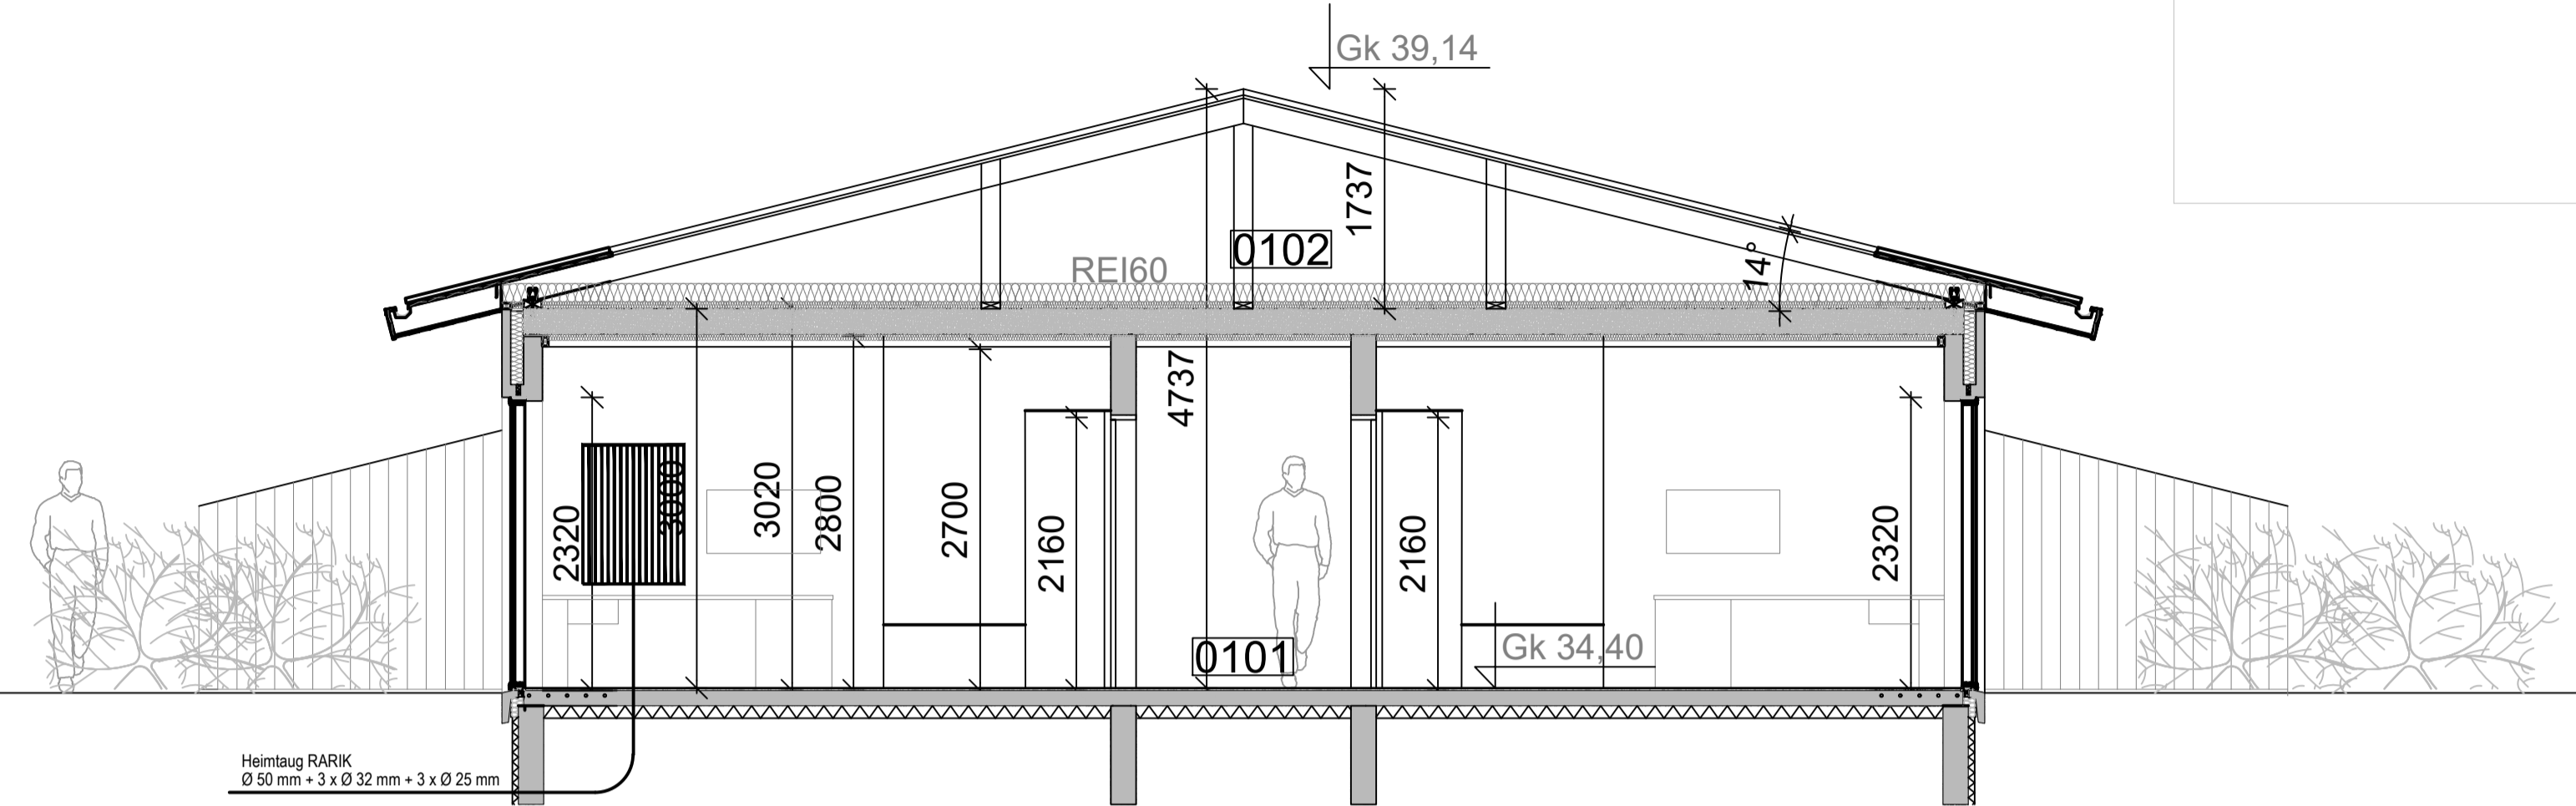 Gk 39,14
1737
0102
REI60
14°
4737
2320
3000
3020
2800
2700
2160
2160
2320
0101
Gk 34,40
Heimtaug RARIK
Ø 50 mm + 3 x Ø 32 mm + 3 x Ø 25 mm